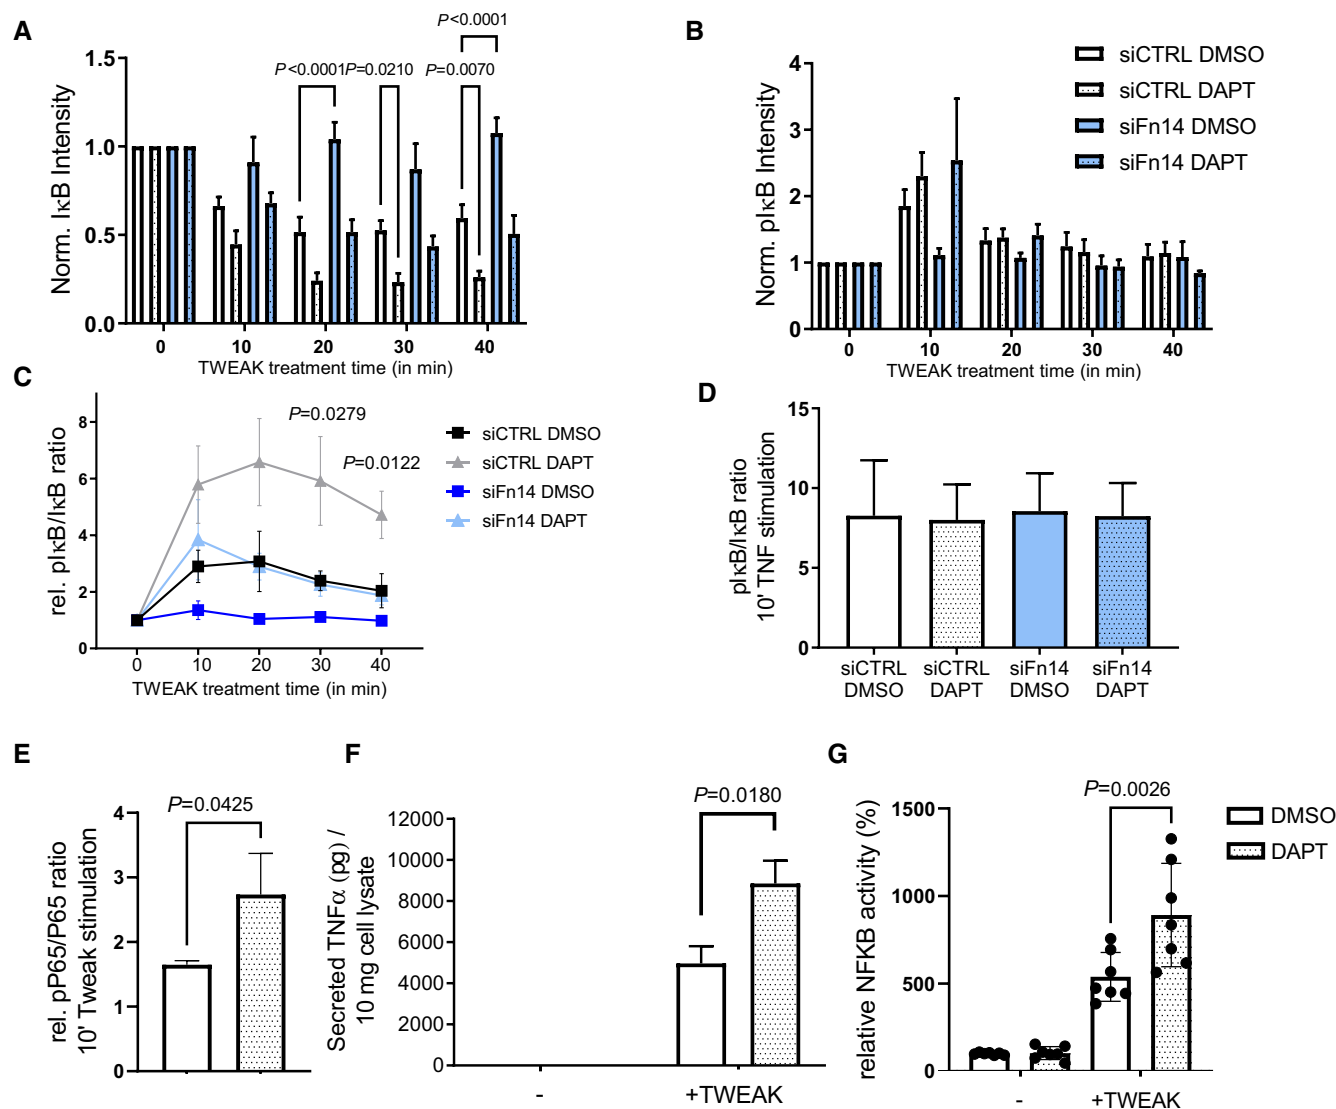 A
P<0.0001
P<0.0001 P=0.0210 P=0.0070
1.5
1.0
0.5
0.0
Norm. IκB Intensity
0 10 20 30 40
TWEAK treatment time (in min)
B
siCTRL DMSO
siCTRL DAPT
siFn14 DMSO
siFn14 DAPT
4
3
2
1
0
Norm. pIκB Intensity
0 10 20 30 40
TWEAK treatment time (in min)
C
P=0.0279
P=0.0122
8
6
4
2
0
rel. pIκB/IκB ratio
siCTRL DMSO
siCTRL DAPT
siFn14 DMSO
siFn14 DAPT
0 10 20 30 40
TWEAK treatment time (in min)
D
15
10
5
0
pIκB/IκB ratio
10' TNF stimulation
siCTRL siCTRL siFn14 siFn14
DMSO DAPT DMSO DAPT
E
P=0.0425
4
3
2
1
0
rel. pP65/P65 ratio
10' Tweak stimulation
F
P=0.0180
12000
10000
8000
6000
4000
2000
0
Secreted TNFα (pg) /
10 mg cell lysate
- +TWEAK
G
P=0.0026
1500
1000
500
0
relative NFKB activity (%)
DMSO
DAPT
- +TWEAK